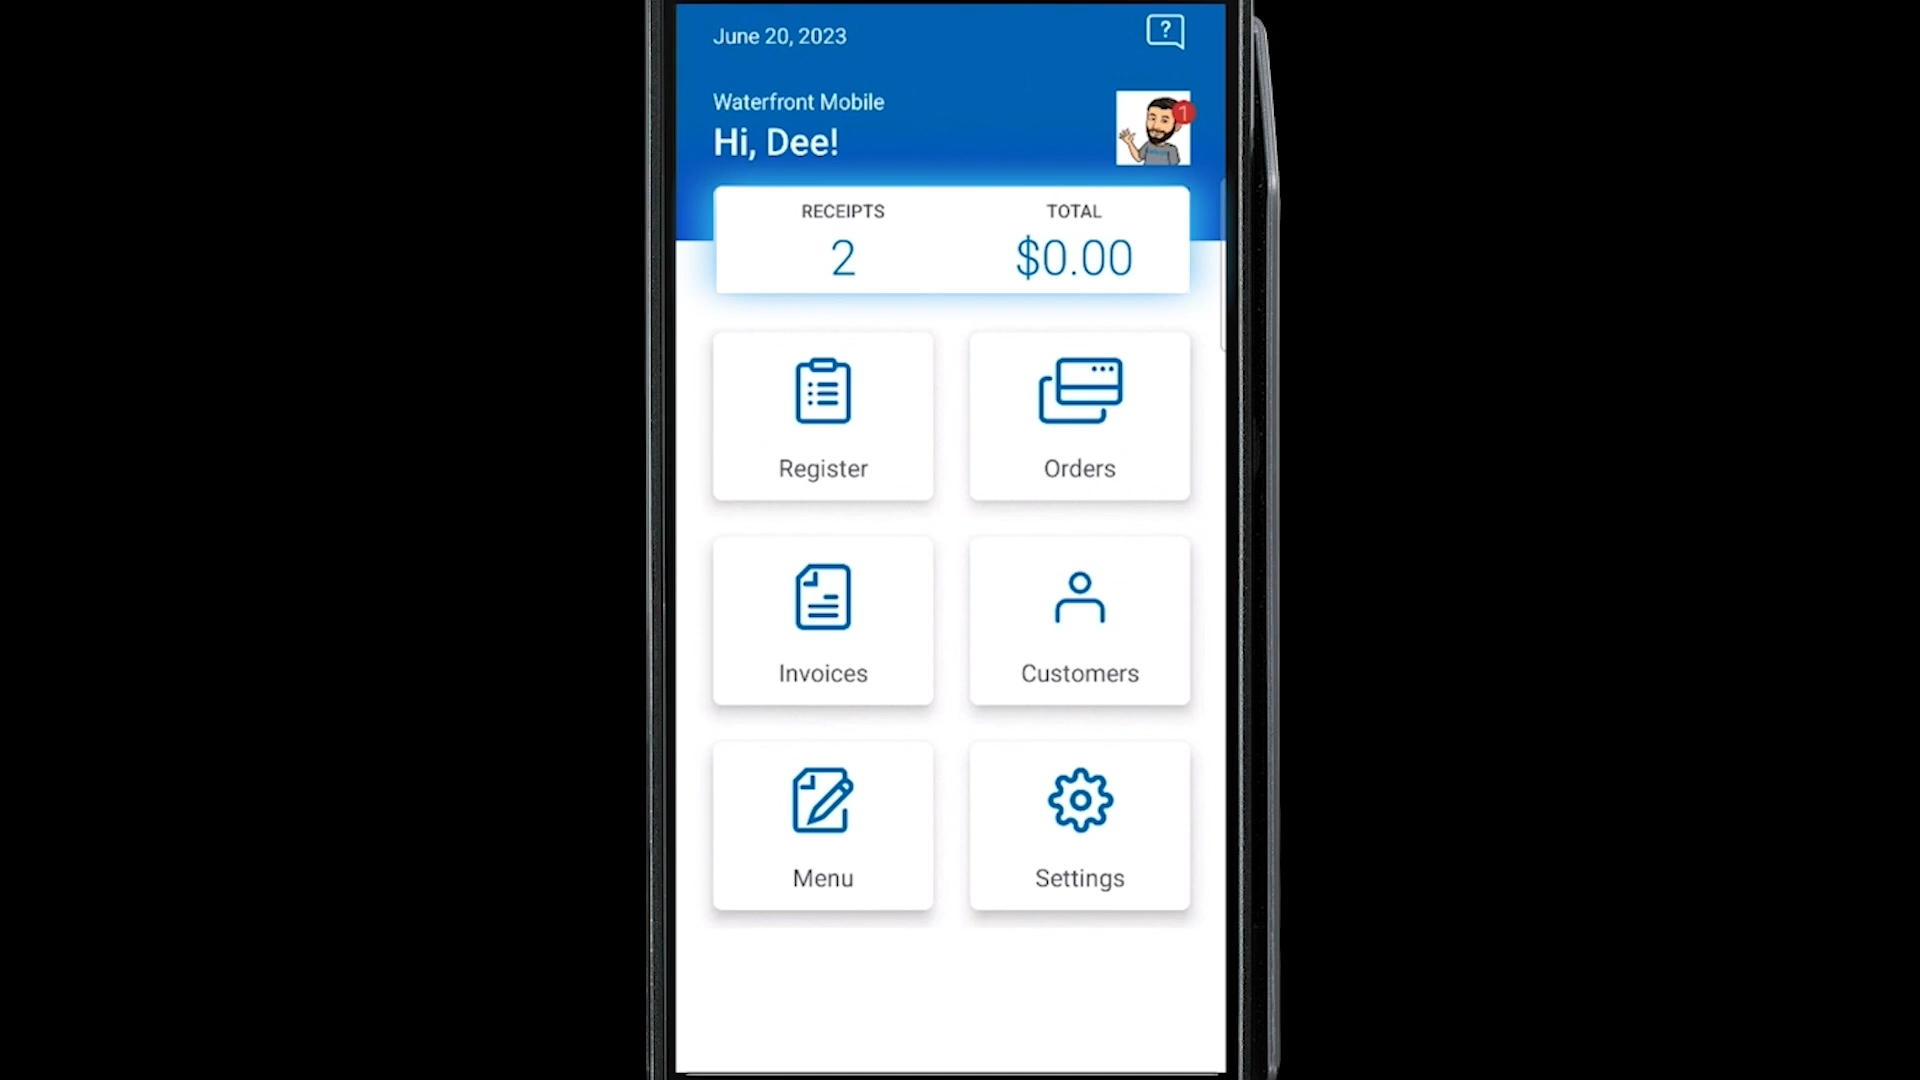 June 20, 2023
?
Waterfront Mobile
Hi, Dee!
1
RECEIPTS TOTAL
2 $0.00
Register Orders
Invoices Customers
Menu Settings